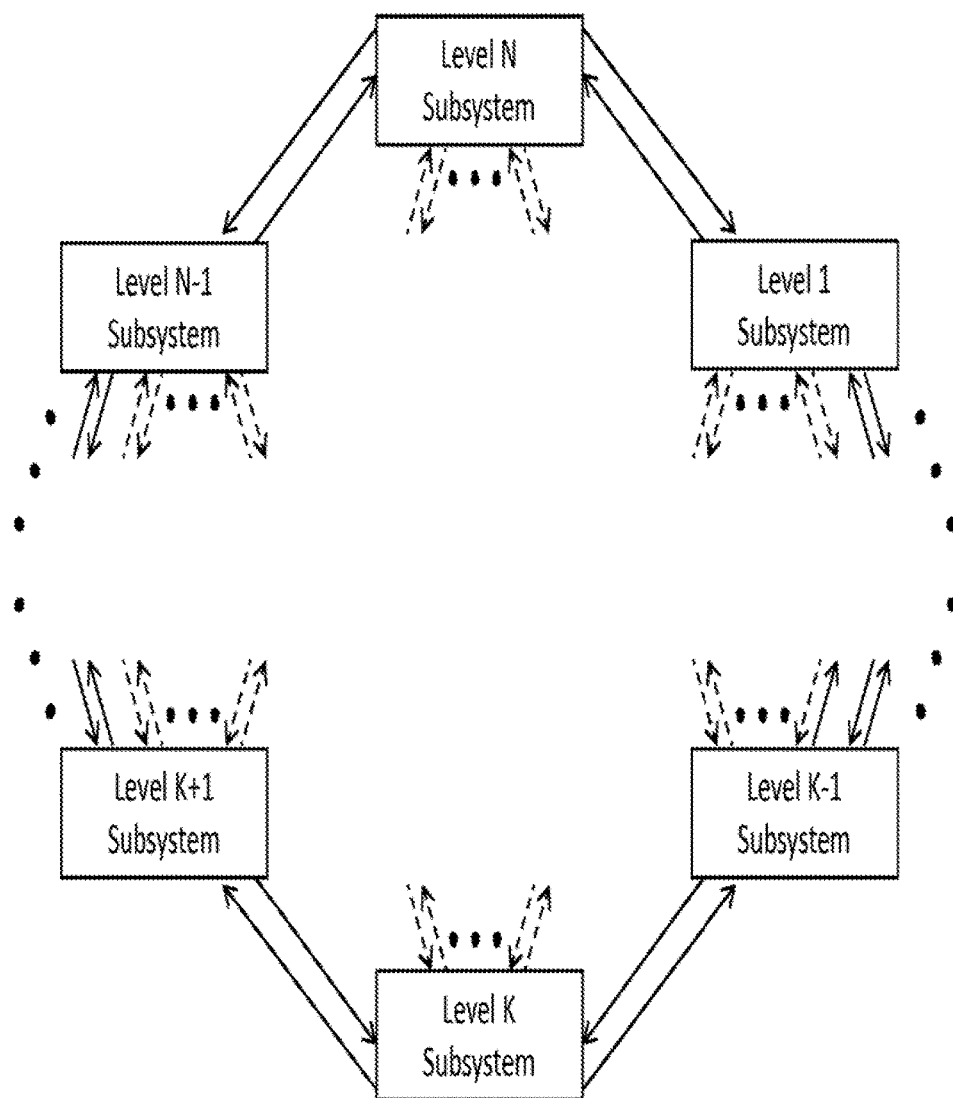 Level N
Subsystem
Level N-1
Subsystem
Level 1
Subsystem
Level K+1
Subsystem
Level K-1
Subsystem
Level K
Subsystem